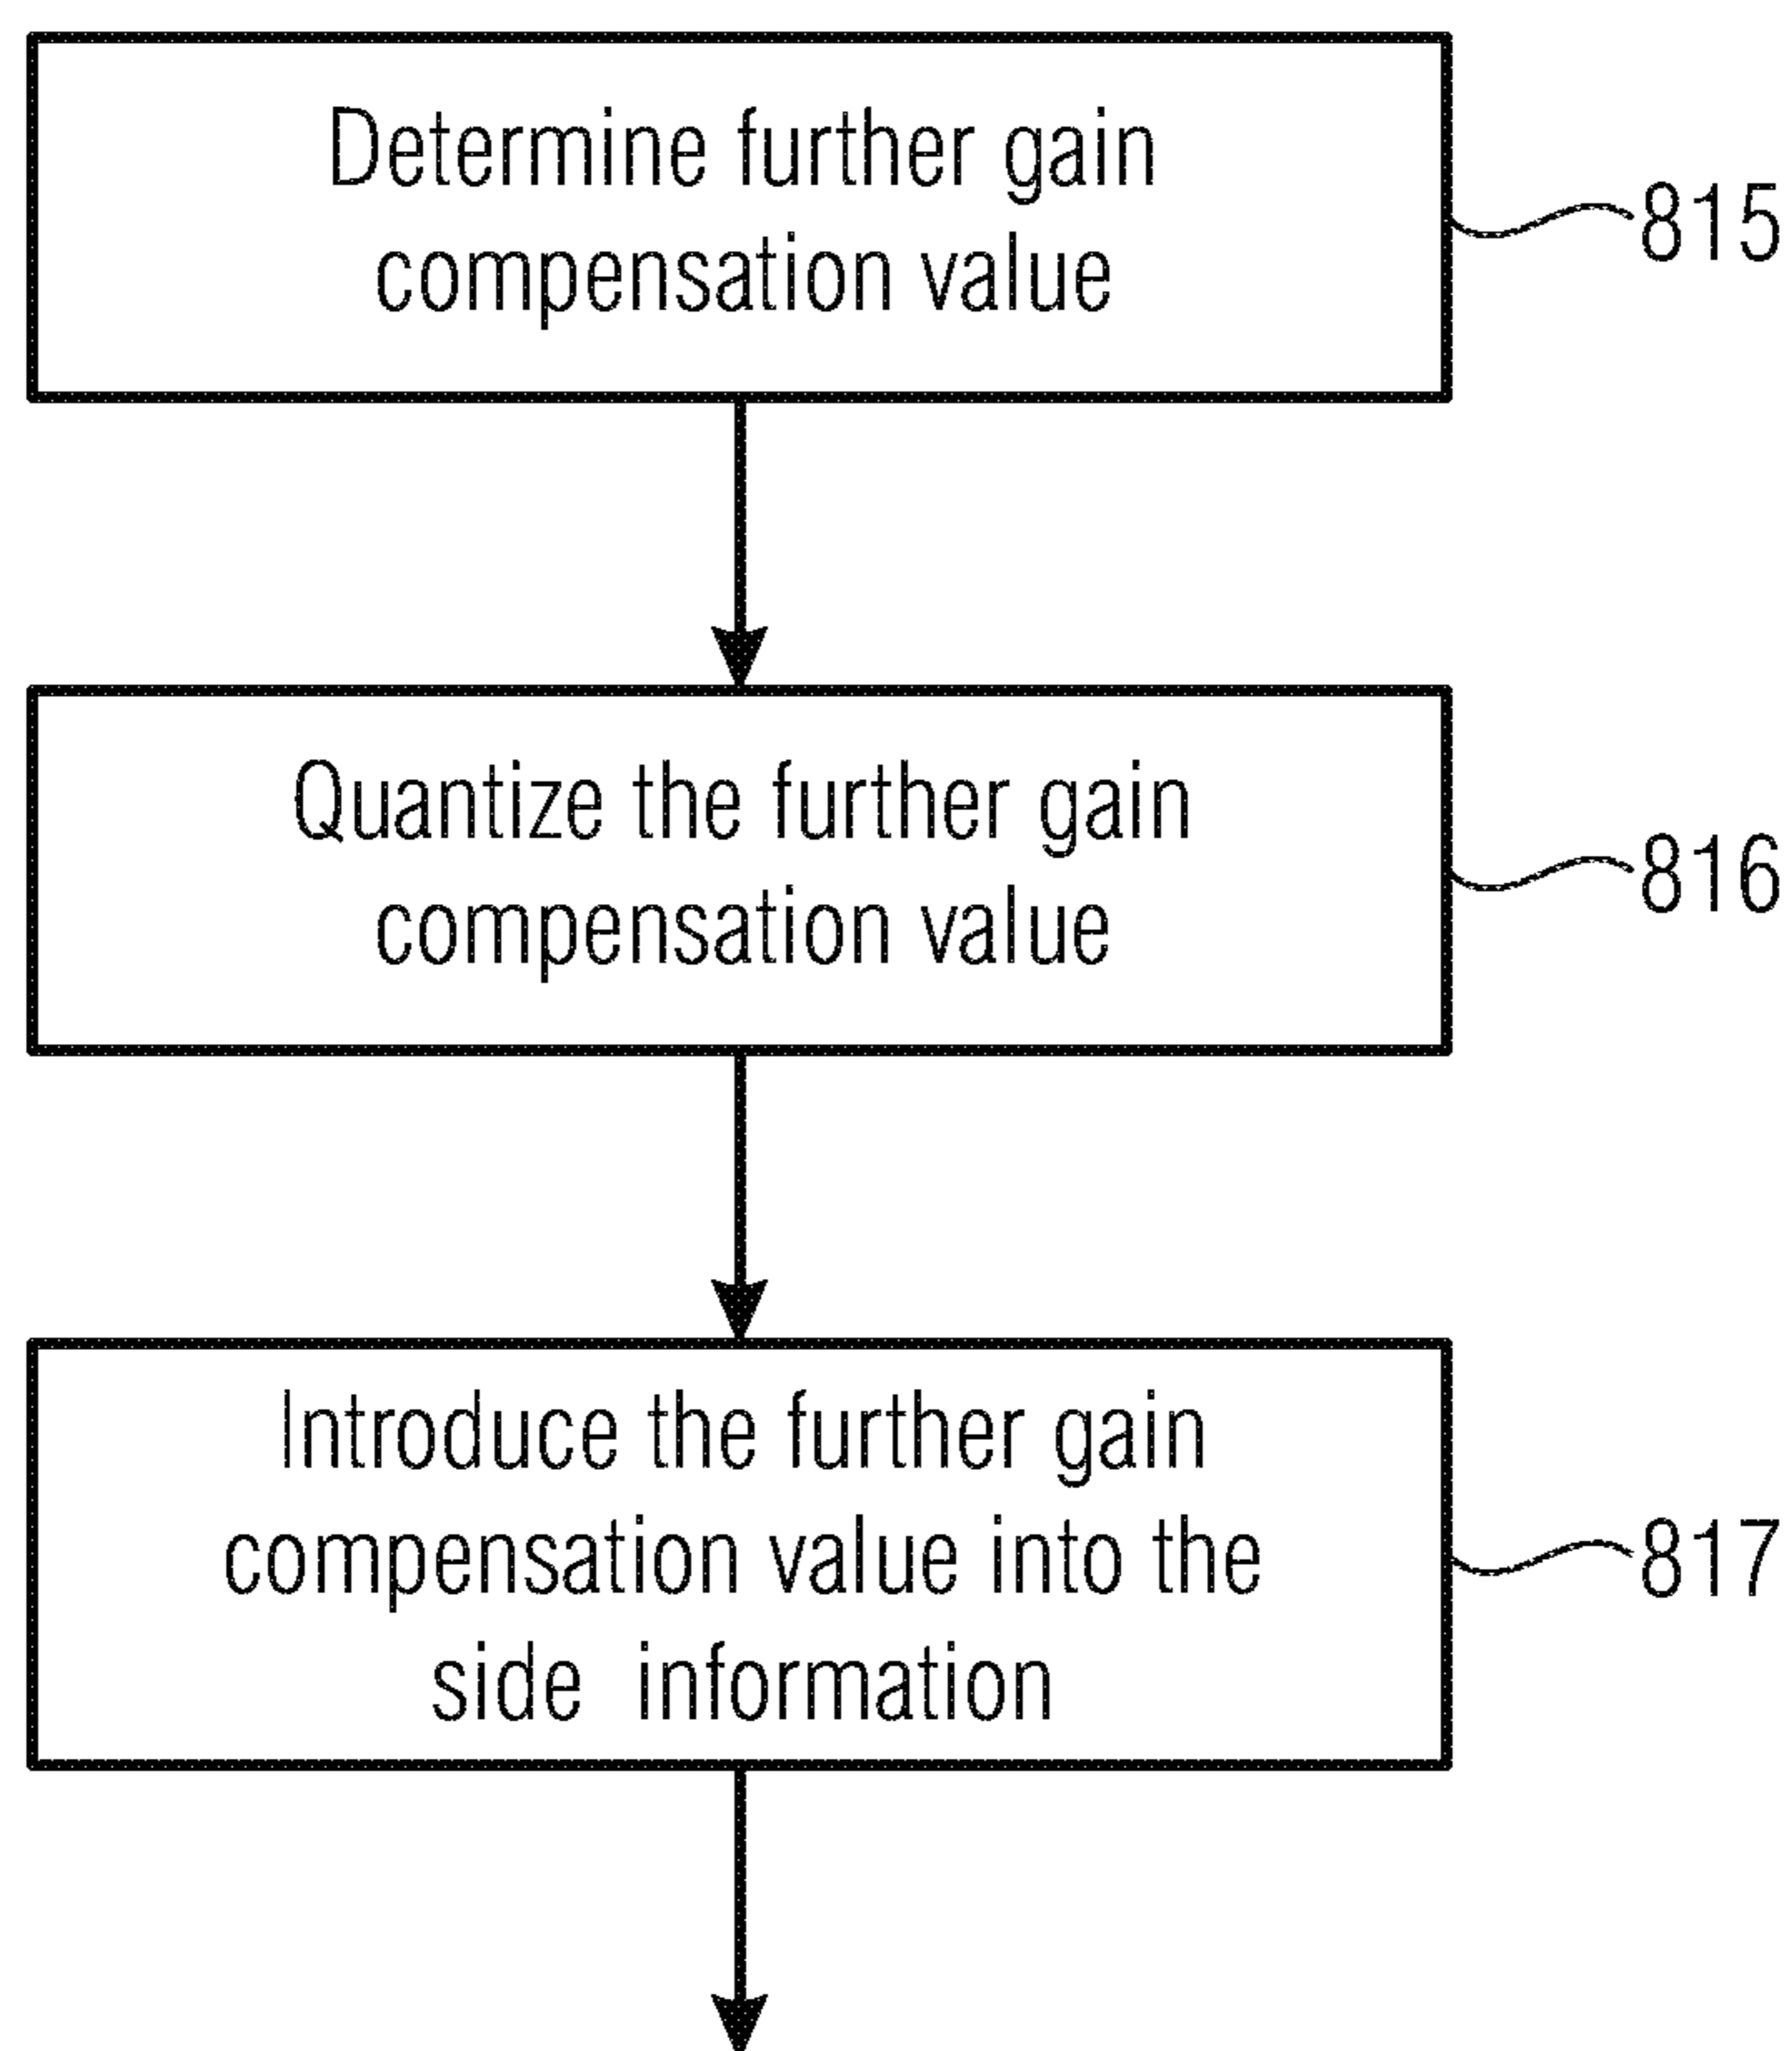 Determine further gain
compensation value
815
Quantize the further gain
compensation value
816
Introduce the further gain
compensation value into the
side information
817